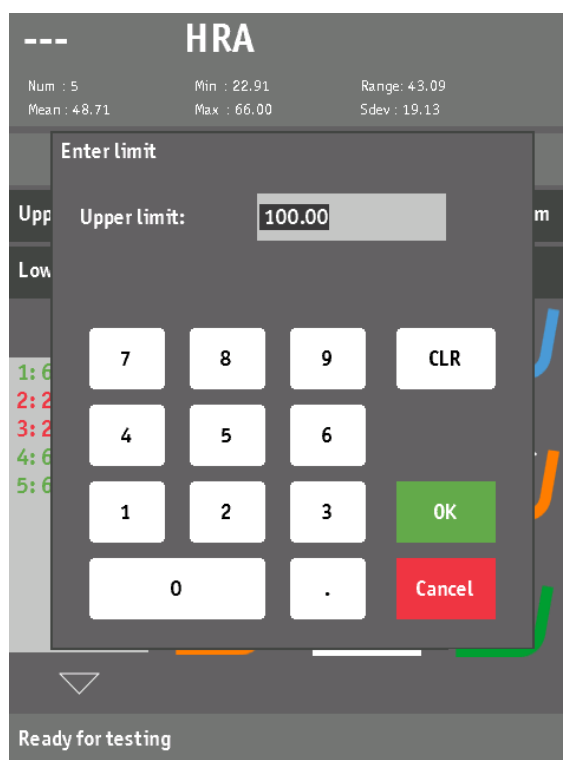 --- HRA
Num : 5 Min : 22.91 Range: 43.09
Mean : 48.71 Max : 66.00 Sdev : 19.13
Enter limit
Upp Upper limit: 100.00 m
Low
7 8 9 CLR
1: 6
2: 2
3: 2
4 5 6
4: 6
5: 6
1 2 3 OK
0 . Cancel
Ready for testing